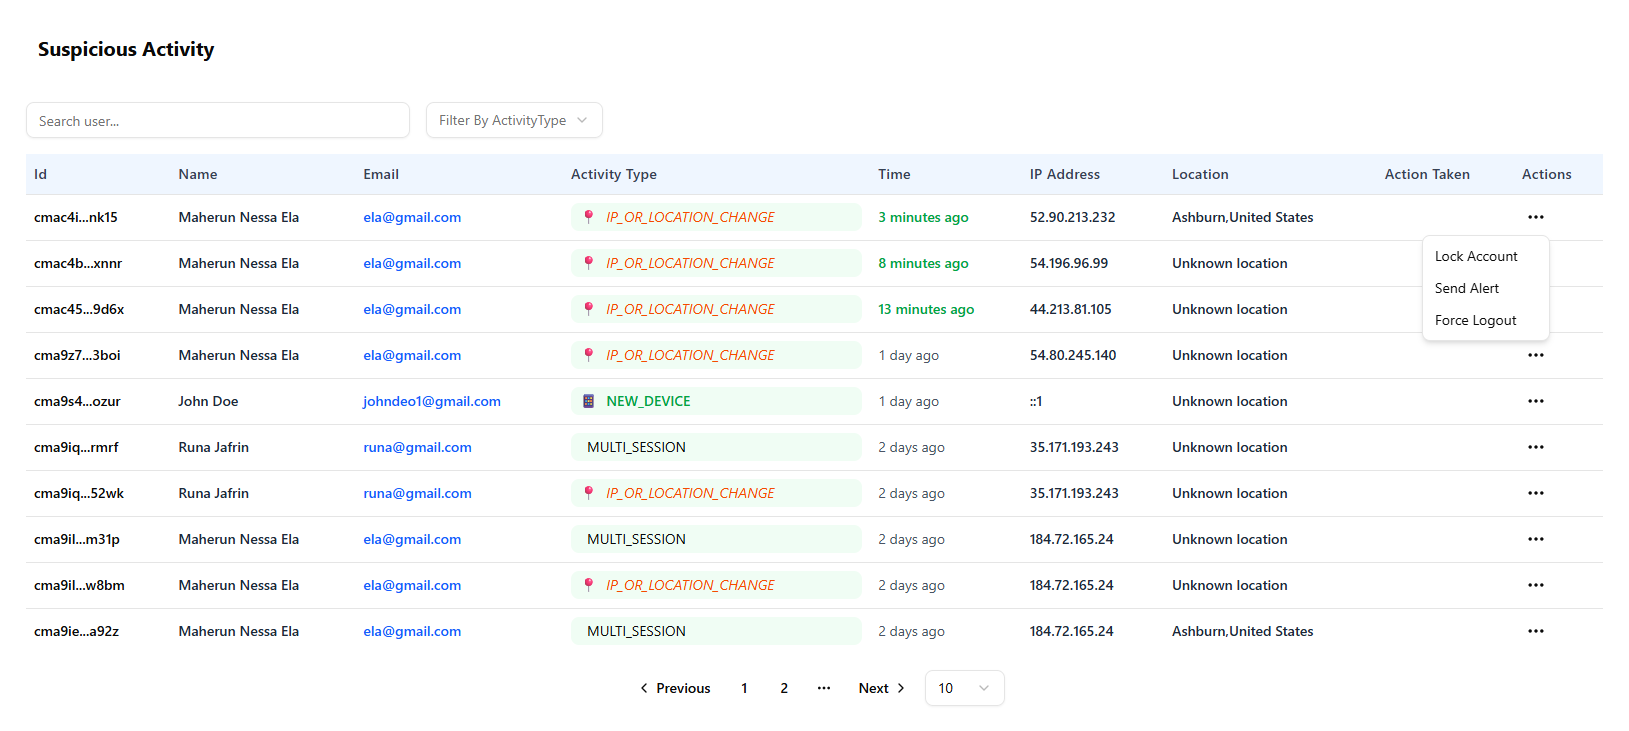 Suspicious Activity
Search user...
Filter By ActivityType
Id Name Email Activity Type Time IP Address Location Action Taken Actions
cmac4i...nk15 Maherun Nessa Ela ela@gmail.com IP_OR_LOCATION_CHANGE 3 minutes ago 52.90.213.232 Ashburn,United States •••
cmac4b...xnnr Maherun Nessa Ela ela@gmail.com IP_OR_LOCATION_CHANGE 8 minutes ago 54.196.96.99 Unknown location
cmac45...9d6x Maherun Nessa Ela ela@gmail.com IP_OR_LOCATION_CHANGE 13 minutes ago 44.213.81.105 Unknown location
Lock Account
Send Alert
Force Logout
cma9z7...3boi Maherun Nessa Ela ela@gmail.com IP_OR_LOCATION_CHANGE 1 day ago 54.80.245.140 Unknown location •••
cma9s4...ozur John Doe johndeo1@gmail.com NEW_DEVICE 1 day ago ::1 Unknown location •••
cma9iq...rmrf Runa Jafrin runa@gmail.com MULTI_SESSION 2 days ago 35.171.193.243 Unknown location •••
cma9iq...52wk Runa Jafrin runa@gmail.com IP_OR_LOCATION_CHANGE 2 days ago 35.171.193.243 Unknown location •••
cma9il...m31p Maherun Nessa Ela ela@gmail.com MULTI_SESSION 2 days ago 184.72.165.24 Unknown location •••
cma9il...w8bm Maherun Nessa Ela ela@gmail.com IP_OR_LOCATION_CHANGE 2 days ago 184.72.165.24 Unknown location •••
cma9ie...a92z Maherun Nessa Ela ela@gmail.com MULTI_SESSION 2 days ago 184.72.165.24 Ashburn,United States •••
Previous 1 2 ••• Next 10